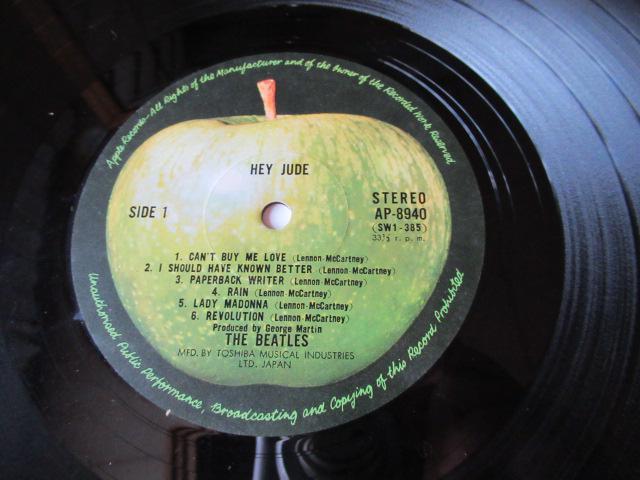 Apple Records - All Rights of the Manufacturer and of the Owner of the Recorded Work Reserved
HEY JUDE
SIDE 1
STEREO
AP-8940
(SW1-385)
33⅓ r. p. m.
1. CAN'T BUY ME LOVE (Lennon-McCartney)
2. I SHOULD HAVE KNOWN BETTER (Lennon-McCartney)
3. PAPERBACK WRITER (Lennon-McCartney)
4. RAIN (Lennon-McCartney)
5. LADY MADONNA (Lennon-McCartney)
6. REVOLUTION (Lennon-McCartney)
Produced by George Martin
THE BEATLES
MFD. BY TOSHIBA MUSICAL INDUSTRIES
LTD. JAPAN
Unauthorised Public Performance, Broadcasting and Copying of this Record Prohibited